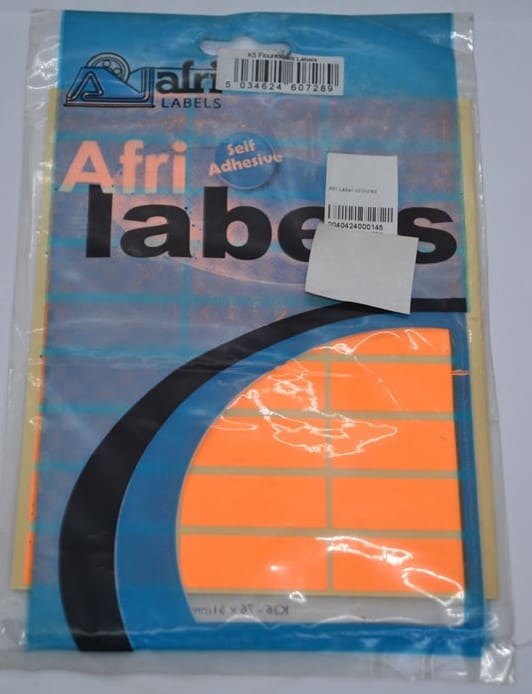 K5 Flourescent Labels
5 034624 607289
afri
LABELS
Afri
Self
Adhesive
labels
2040424000145
K36 - 76 x 51mm